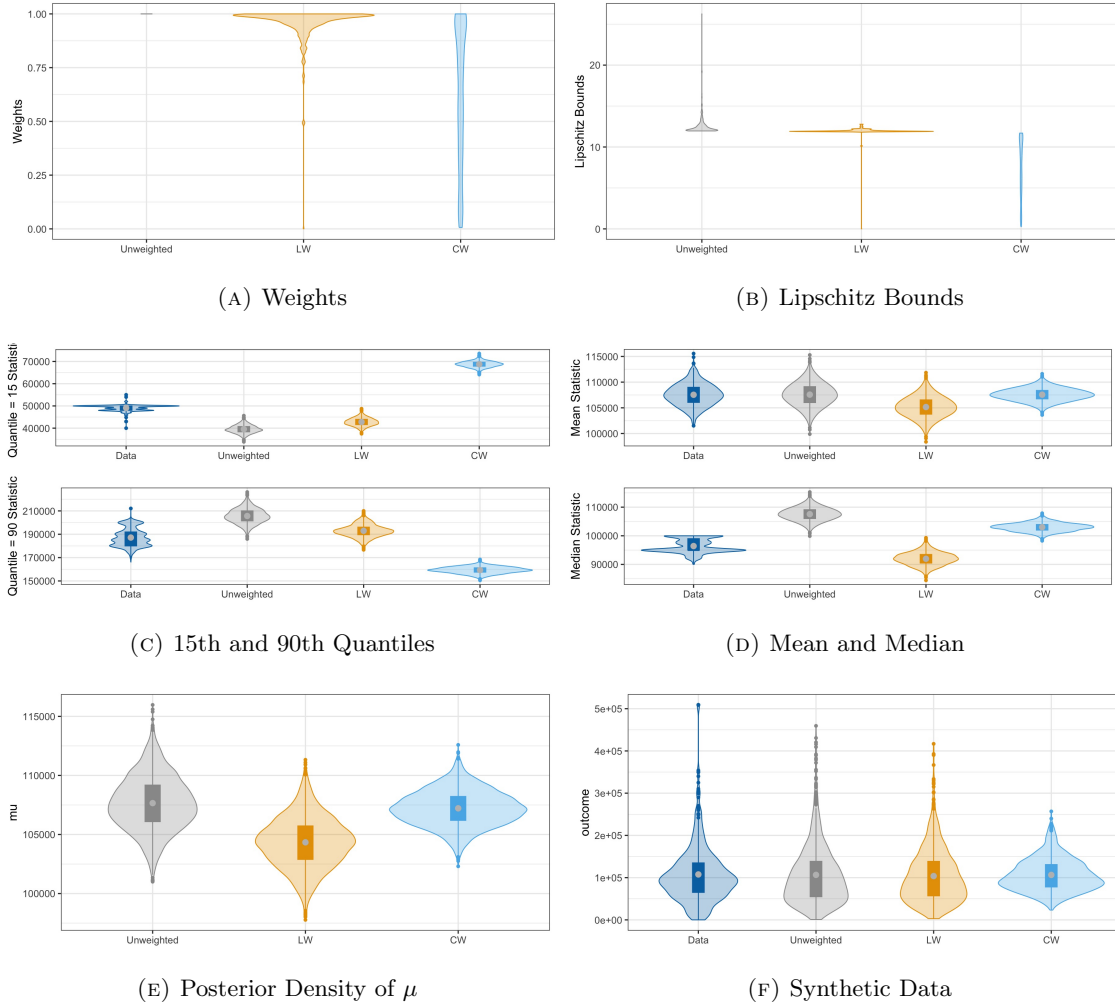 1.00
0.75
0.50
0.25
0.00
Weights
Unweighted LW CW
(A) Weights
20
10
0
Lipschitz Bounds
Unweighted LW CW
(B) Lipschitz Bounds
70000
60000
50000
40000
Quantile = 15 Statisti
Data Unweighted LW CW
210000
190000
170000
150000
Quantile = 90 Statistic
Data Unweighted LW CW
(C) 15th and 90th Quantiles
115000
110000
105000
100000
Mean Statistic
Data Unweighted LW CW
110000
100000
90000
Median Statistic
Data Unweighted LW CW
(D) Mean and Median
115000
110000
105000
100000
mu
Unweighted LW CW
(E) Posterior Density of μ
5e+05
4e+05
3e+05
2e+05
1e+05
0e+00
outcome
Data Unweighted LW CW
(F) Synthetic Data